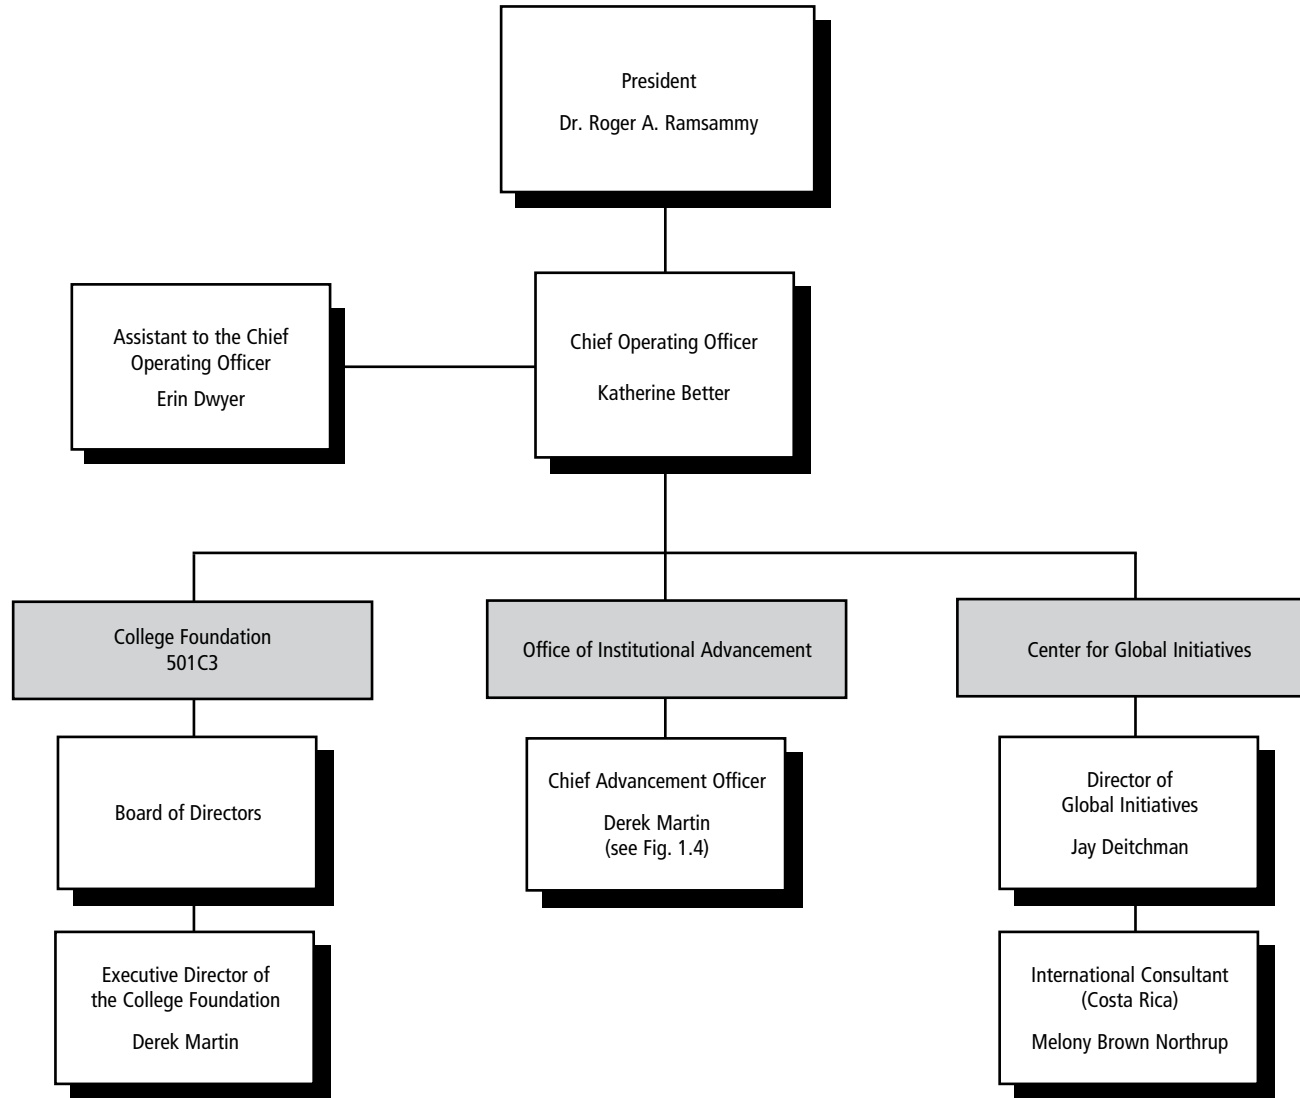 President
Dr. Roger A. Ramsammy
Assistant to the Chief
Operating Officer
Erin Dwyer
Chief Operating Officer
Katherine Better
College Foundation
501C3
Office of Institutional Advancement
Center for Global Initiatives
Board of Directors
Chief Advancement Officer
Derek Martin
(see Fig. 1.4)
Director of
Global Initiatives
Jay Deitchman
Executive Director of
the College Foundation
Derek Martin
International Consultant
(Costa Rica)
Melony Brown Northrup